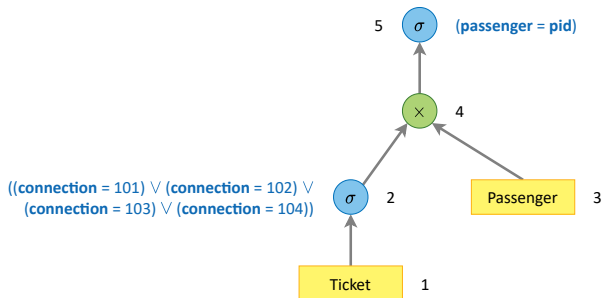 5 σ (passenger = pid)
× 4
((connection = 101) ∨ (connection = 102) ∨
(connection = 103) ∨ (connection = 104))
σ 2
Passenger 3
Ticket 1